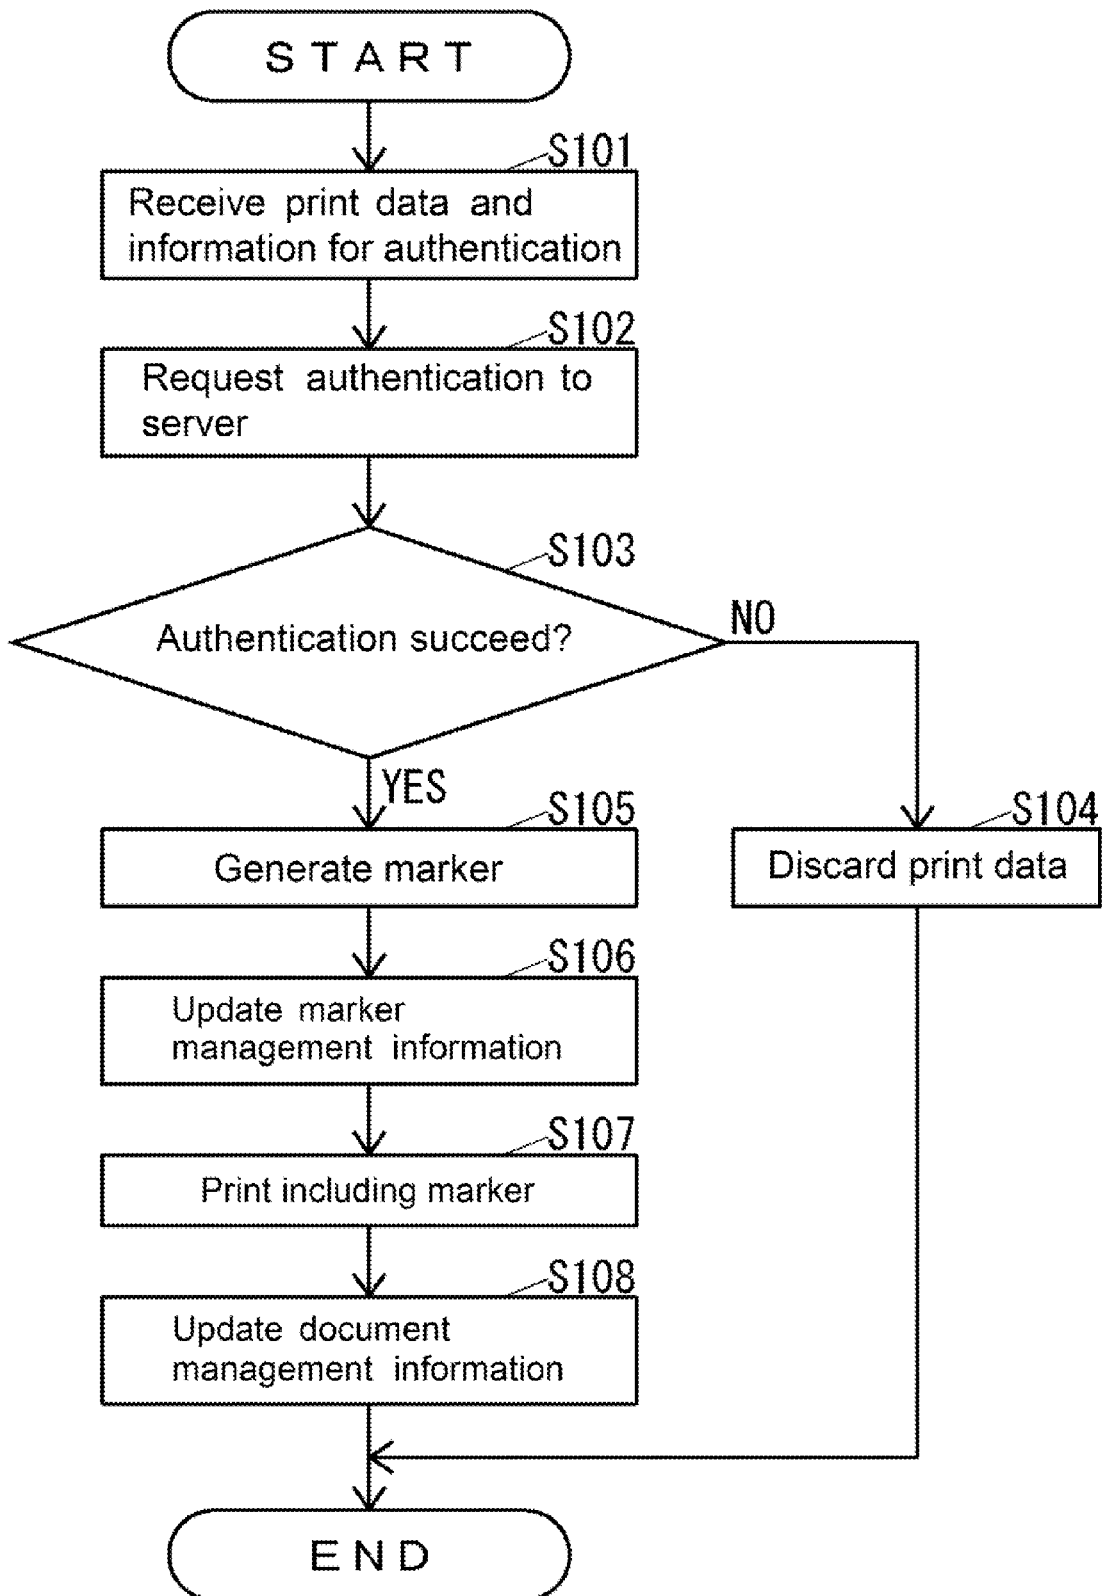 START
S101
Receive print data and
information for authentication
S102
Request authentication to
server
S103
Authentication succeed?
NO
YES
S105
Generate marker
S104
Discard print data
S106
Update marker
management information
S107
Print including marker
S108
Update document
management information
END